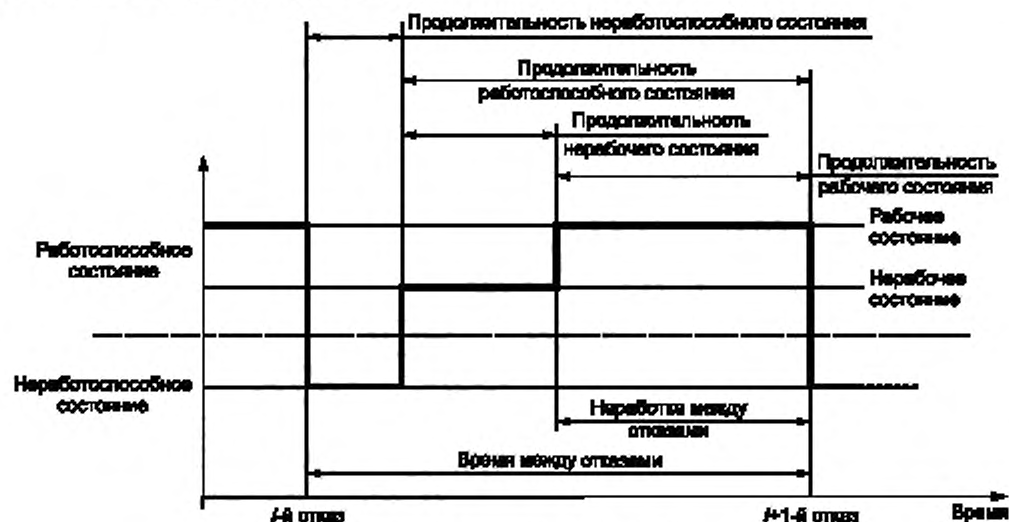 Продолжительность неработоспособного состояния
Продолжительность
работоспособного состояния
Продолжительность
нерабочего состояния
Продолжительность
рабочего состояния
Рабочее
состояние
Работоспособное
состояние
Нерабочее
состояние
Неработоспособное
состояние
Наработка между
отказами
Время между отказами
i-й отказ
i+1-й отказ
Время